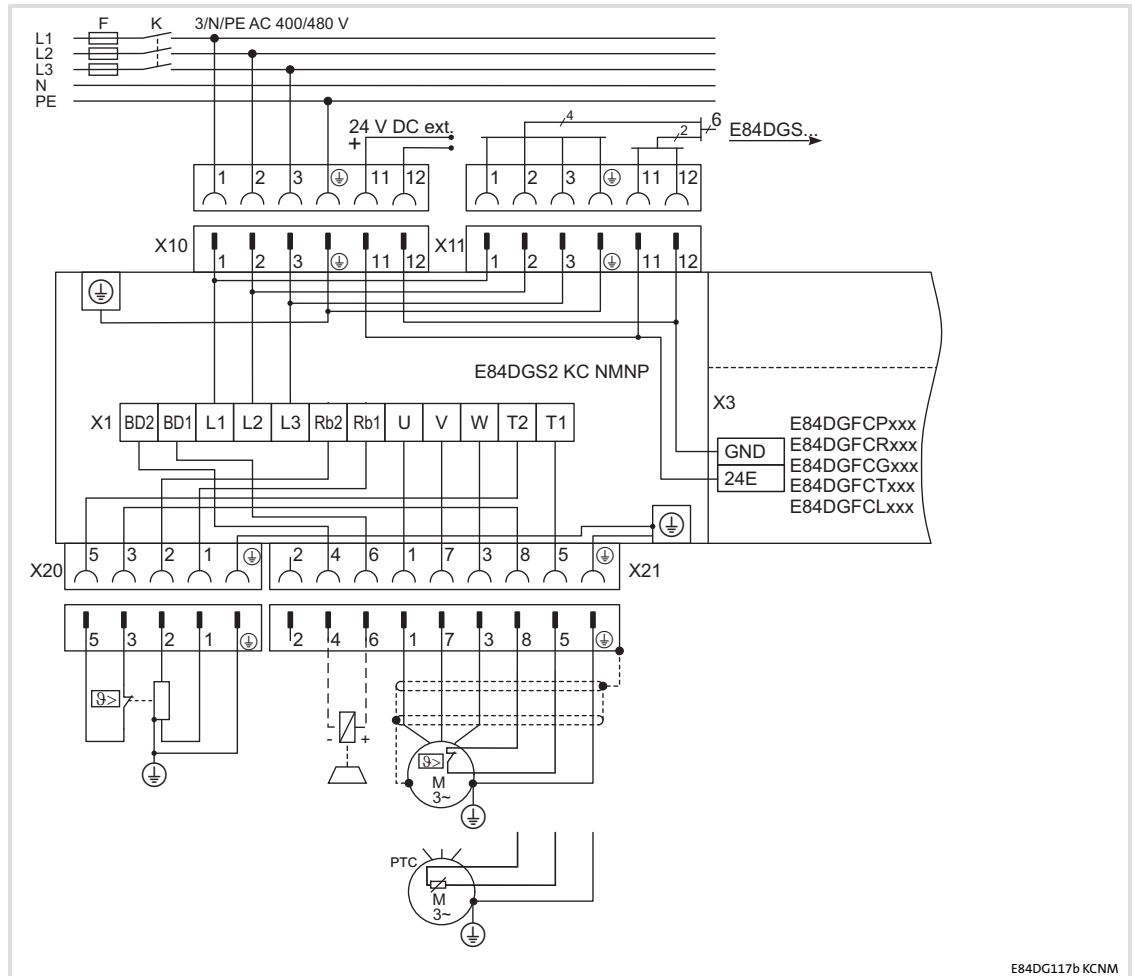 F K 3/N/PE AC 400/480 V
L1
L2
L3
N
PE
24 V DC ext.
+
4
2
6
E84DGS...
1 2 3 11 12
1 2 3 11 12
X10
1 2 3 11 12
X11
1 2 3 11 12
E84DGS2 KC NMNP
X3
X1 BD2 BD1 L1 L2 L3 Rb2 Rb1 U V W T2 T1
GND
24E
E84DGFCPxxx
E84DGFCRxxx
E84DGFCGxxx
E84DGFCTxxx
E84DGFCLxxx
X20
5 3 2 1
2 4 6 1 7 3 8 5
X21
5 3 2 1
2 4 6 1 7 3 8 5
ϑ>
- +
ϑ>
M
3~
PTC
M
3~
E84DG117b KCNM